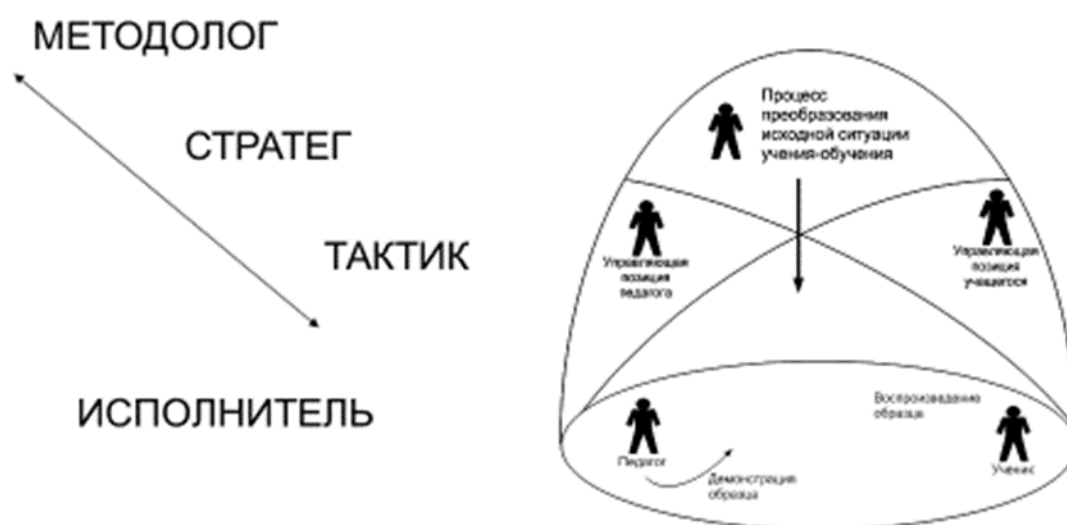 МЕТОДОЛОГ
СТРАТЕГ
ТАКТИК
ИСПОЛНИТЕЛЬ
Процесс
преобразования
исходной ситуации
учения-обучения
Управляющая
позиция
педагога
Управляющая
позиция
учащегося
Воспроизведение
образца
Педагог
Ученик
Демонстрация
образца